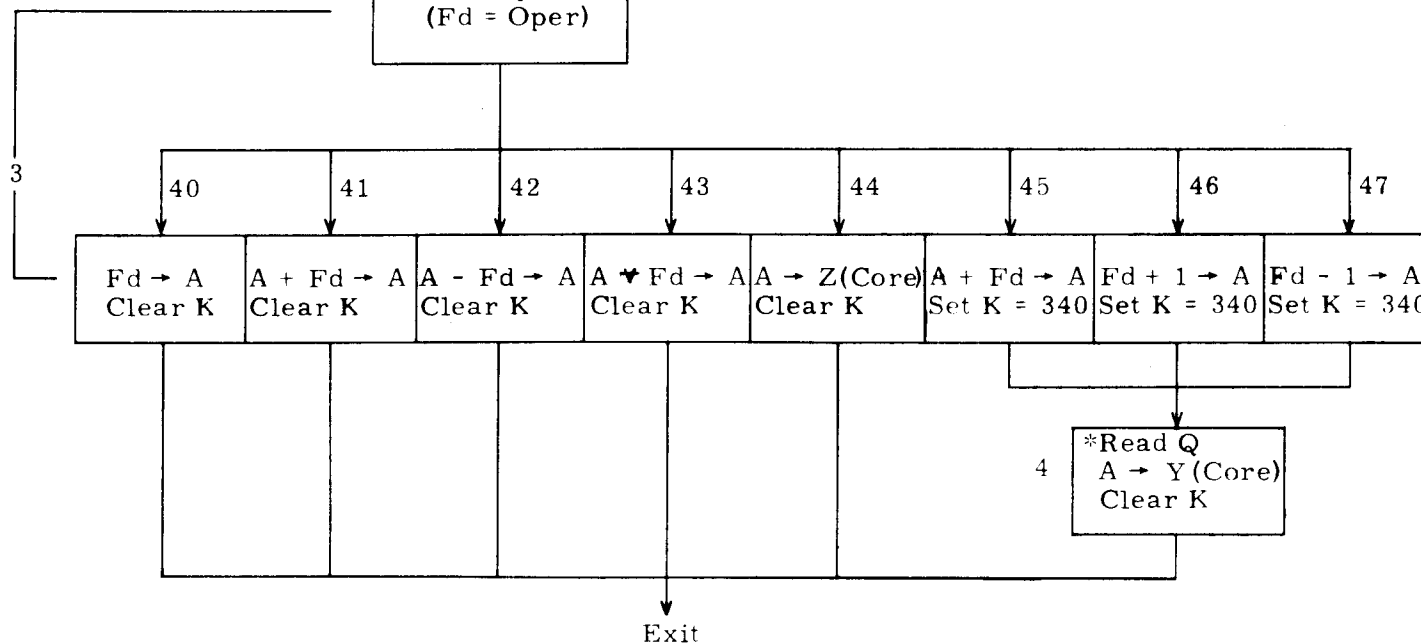 (Fd = Oper)
3
40 41 42 43 44 45 46 47
Fd → A
Clear K
A + Fd → A
Clear K
A - Fd → A
Clear K
A ∀ Fd → A
Clear K
A → Z(Core)
Clear K
A + Fd → A
Set K = 340
Fd + 1 → A
Set K = 340
Fd - 1 → A
Set K = 340
4
*Read Q
A → Y(Core)
Clear K
Exit